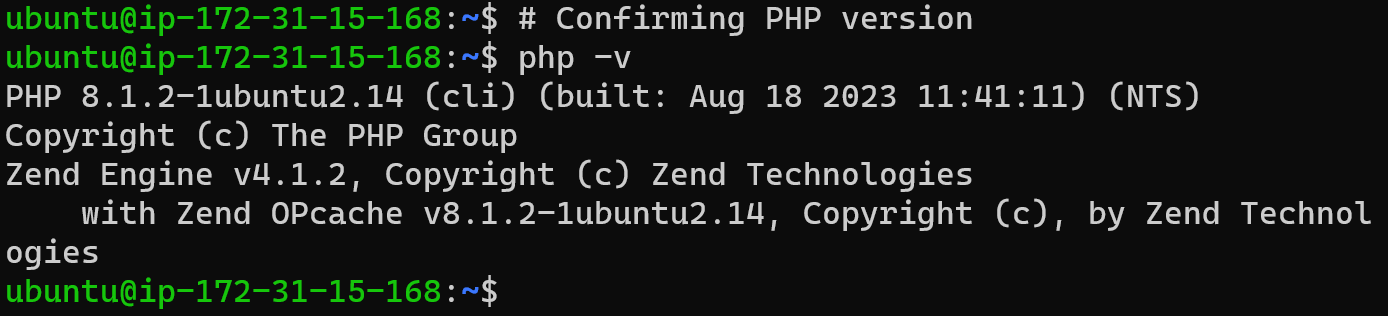 ubuntu@ip-172-31-15-168:~$ # Confirming PHP version
ubuntu@ip-172-31-15-168:~$ php -v
PHP 8.1.2-1ubuntu2.14 (cli) (built: Aug 18 2023 11:41:11) (NTS)
Copyright (c) The PHP Group
Zend Engine v4.1.2, Copyright (c) Zend Technologies
    with Zend OPcache v8.1.2-1ubuntu2.14, Copyright (c), by Zend Technol
ogies
ubuntu@ip-172-31-15-168:~$